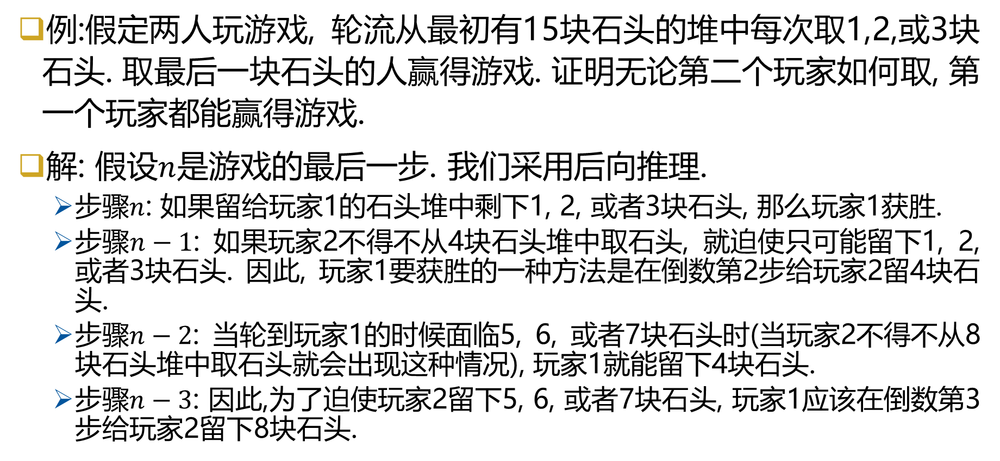 ❑例:假定两人玩游戏, 轮流从最初有15块石头的堆中每次取1,2,或3块
石头. 取最后一块石头的人赢得游戏. 证明无论第二个玩家如何取, 第
一个玩家都能赢得游戏.
❑解: 假设n是游戏的最后一步. 我们采用后向推理.
➢步骤n: 如果留给玩家1的石头堆中剩下1, 2, 或者3块石头, 那么玩家1获胜.
➢步骤n − 1: 如果玩家2不得不从4块石头堆中取石头, 就迫使只可能留下1, 2,
或者3块石头. 因此, 玩家1要获胜的一种方法是在倒数第2步给玩家2留4块石
头.
➢步骤n − 2: 当轮到玩家1的时候面临5, 6, 或者7块石头时(当玩家2不得不从8
块石头堆中取石头就会出现这种情况), 玩家1就能留下4块石头.
➢步骤n − 3: 因此,为了迫使玩家2留下5, 6, 或者7块石头, 玩家1应该在倒数第3
步给玩家2留下8块石头.